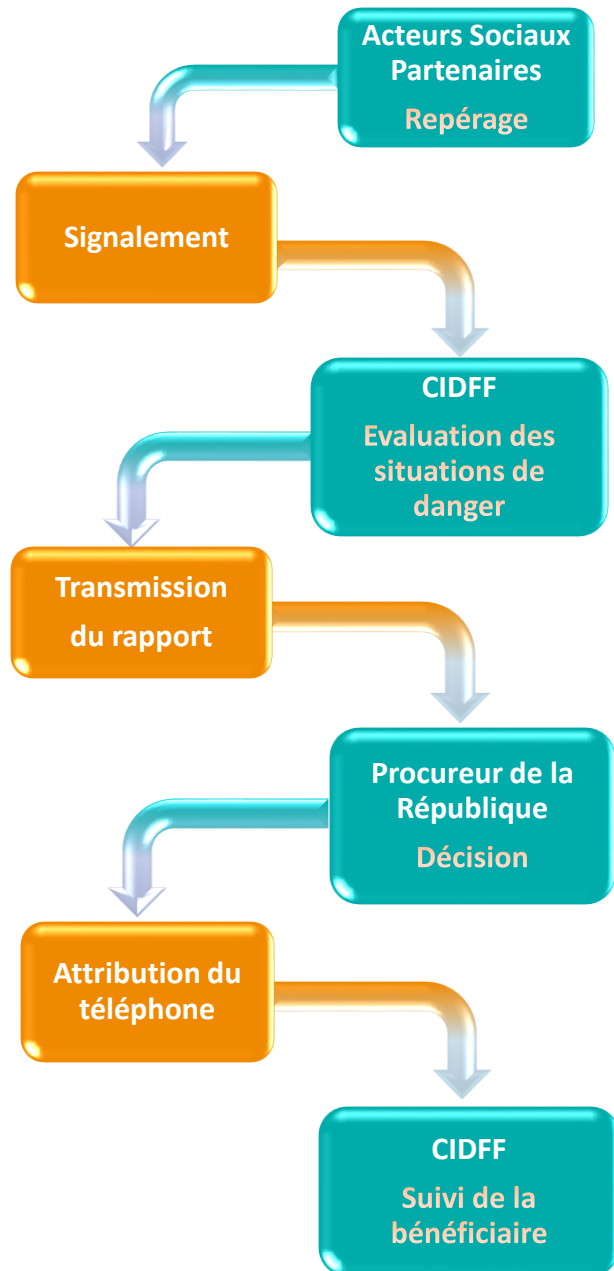 Acteurs Sociaux
Partenaires
Repérage
Signalement
CIDFF
Evaluation des
situations de
danger
Transmission
du rapport
Procureur de la
République
Décision
Attribution du
téléphone
CIDFF
Suivi de la
bénéficiaire